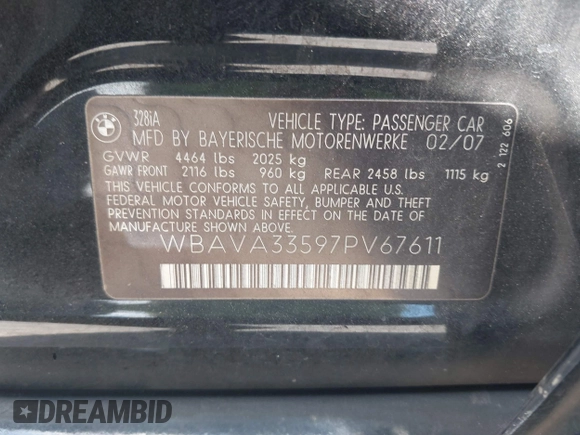 BMW
328iA
VEHICLE TYPE: PASSENGER CAR
MFD BY BAYERISCHE MOTORENWERKE 02/07
GVWR 4464 lbs 2025 kg
GAWR FRONT 2116 lbs 960 kg REAR 2458 lbs 1115 kg
THIS VEHICLE CONFORMS TO ALL APPLICABLE U.S.
FEDERAL MOTOR VEHICLE SAFETY, BUMPER AND THEFT
PREVENTION STANDARDS IN EFFECT ON THE DATE OF
MANUFACTURE SHOWN ABOVE.
WBAVA33597PV67611
2 122 606
DREAMBID